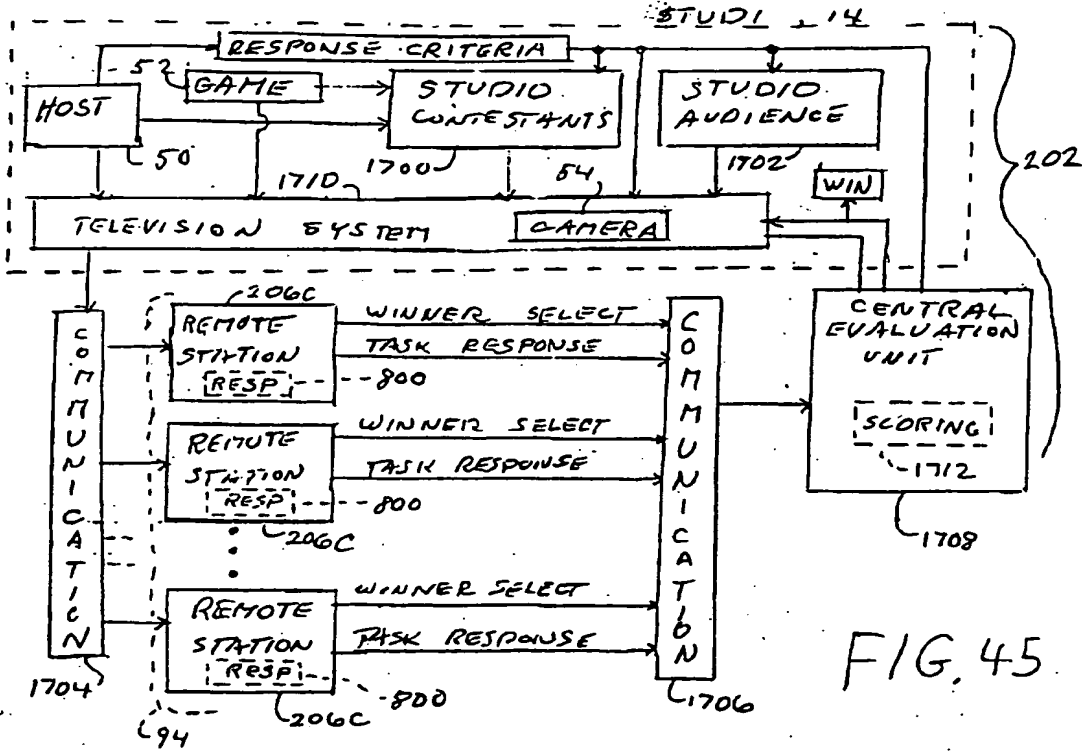 STUDI 14
RESPONSE CRITERIA
52
GAME
HOST
STUDIO
CONTESTANTS
STUDIO
AUDIENCE
50
1700
1702
202
1710
54
WIN
TELEVISION SYSTEM
CAMERA
206C
REMOTE
STATION
RESP
800
WINNER SELECT
TASK RESPONSE
CENTRAL
EVALUATION
UNIT
SCORING
1712
1708
REMOTE
STATION
RESP
800
206C
WINNER SELECT
TASK RESPONSE
REMOTE
STATION
RESP
800
206C
WINNER SELECT
TASK RESPONSE
COMMUNICATION
1704
94
COMMUNICATION
1706
FIG. 45